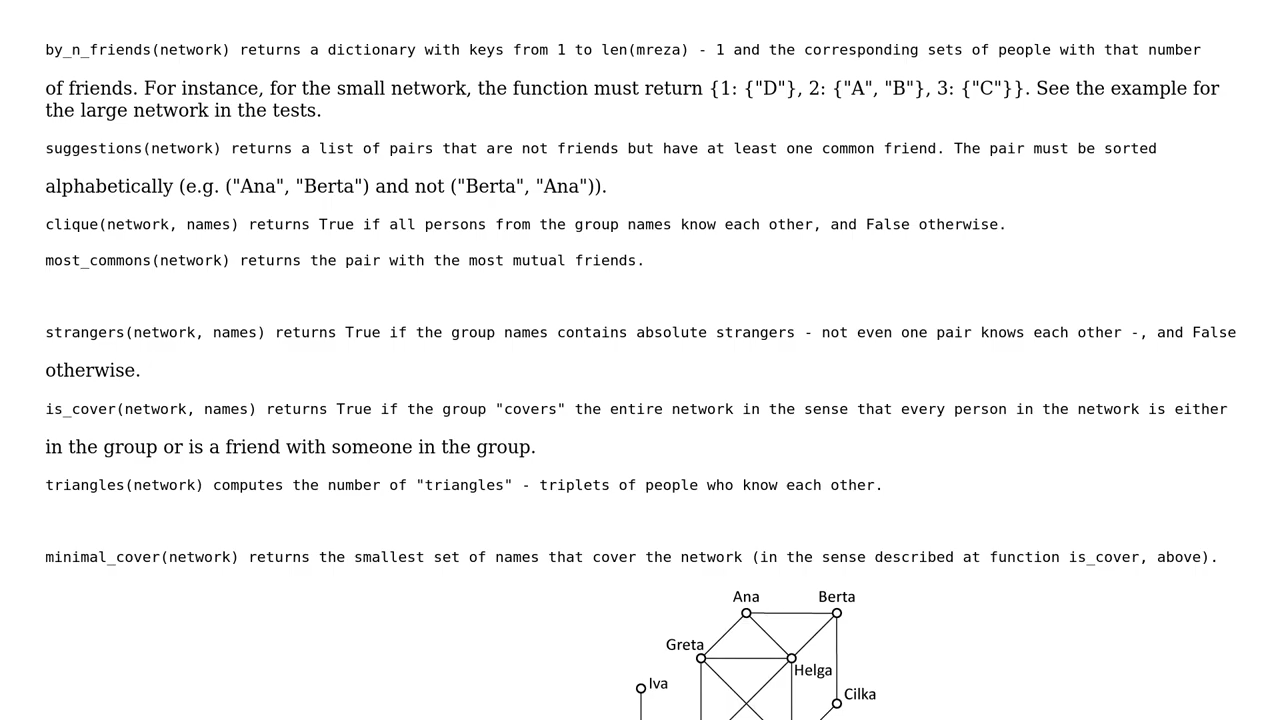 by_n_friends(network) returns a dictionary with keys from 1 to len(mreza) - 1 and the corresponding sets of people with that number
of friends. For instance, for the small network, the function must return {1: {"D"}, 2: {"A", "B"}, 3: {"C"}}. See the example for
the large network in the tests.
suggestions(network) returns a list of pairs that are not friends but have at least one common friend. The pair must be sorted
alphabetically (e.g. ("Ana", "Berta") and not ("Berta", "Ana")).
clique(network, names) returns True if all persons from the group names know each other, and False otherwise.
most_commons(network) returns the pair with the most mutual friends.
strangers(network, names) returns True if the group names contains absolute strangers - not even one pair knows each other -, and False
otherwise.
is_cover(network, names) returns True if the group "covers" the entire network in the sense that every person in the network is either
in the group or is a friend with someone in the group.
triangles(network) computes the number of "triangles" - triplets of people who know each other.
minimal_cover(network) returns the smallest set of names that cover the network (in the sense described at function is_cover, above).
Ana Berta
Greta
Helga
Iva
Cilka